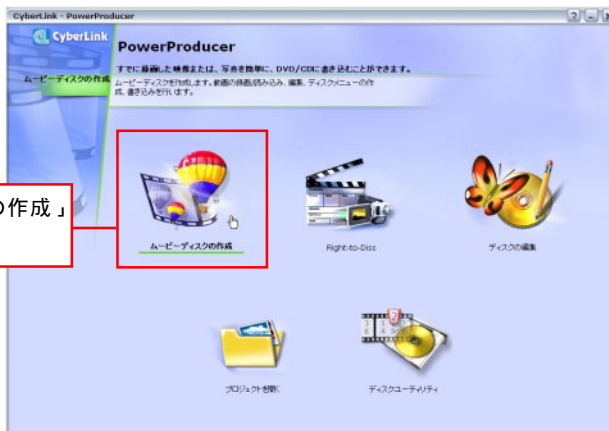 CyberLink - PowerProducer
CyberLink
PowerProducer
すでに録画した映像または、写真を簡単に、DVD/CDに書き込むことができます。
ムービーディスクの作成
ムービーディスクを作成します。動画の録画/読み込み、編集、ディスクメニューの作
成、書き込みを行います。
の作成」
ムービーディスクの作成
Right-to-Disc
ディスクの編集
2
プロジェクトを開く
ディスクユーティリティ